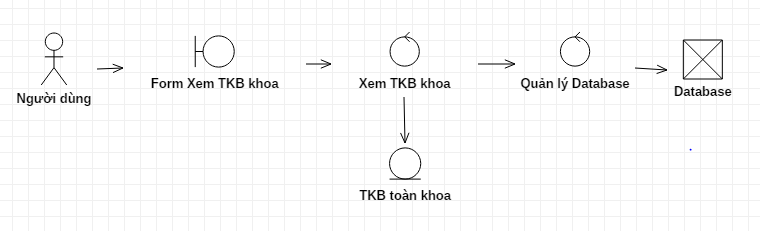 Người dùng
Form Xem TKB khoa
Xem TKB khoa
Quản lý Database
Database
TKB toàn khoa